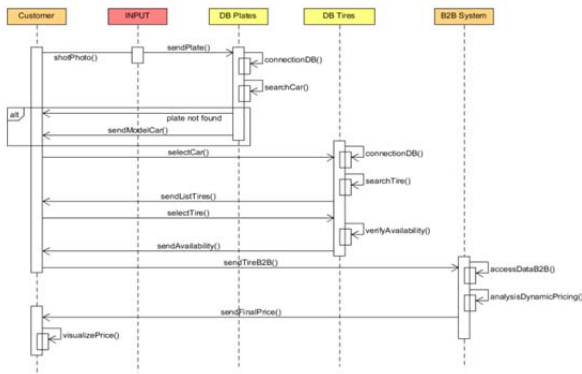 Customer
INPUT
DB Plates
DB Tires
B2B System
shotPhoto()
sendPlate()
connectionDB()
searchCar()
alt
plate not found
sendModelCar()
selectCar()
connectionDB()
searchTire()
sendListTires()
selectTire()
verifyAvailability()
sendAvailability()
sendTireB2B()
accessDataB2B()
analysisDynamicPricing()
sendFinalPrice()
visualizePrice()